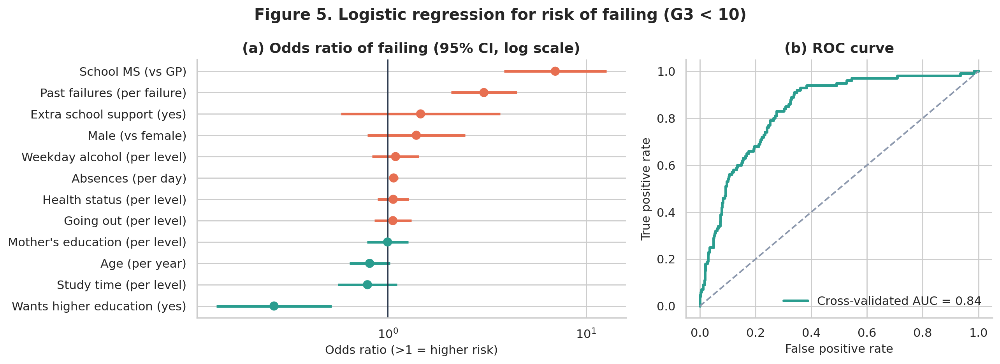 Figure 5. Logistic regression for risk of failing (G3 < 10)
(a) Odds ratio of failing (95% CI, log scale)
School MS (vs GP)
Past failures (per failure)
Extra school support (yes)
Male (vs female)
Weekday alcohol (per level)
Absences (per day)
Health status (per level)
Going out (per level)
Mother's education (per level)
Age (per year)
Study time (per level)
Wants higher education (yes)
10⁰ 10¹
Odds ratio (>1 = higher risk)
(b) ROC curve
True positive rate
1.0
0.8
0.6
0.4
0.2
0.0
Cross-validated AUC = 0.84
0.0 0.2 0.4 0.6 0.8 1.0
False positive rate